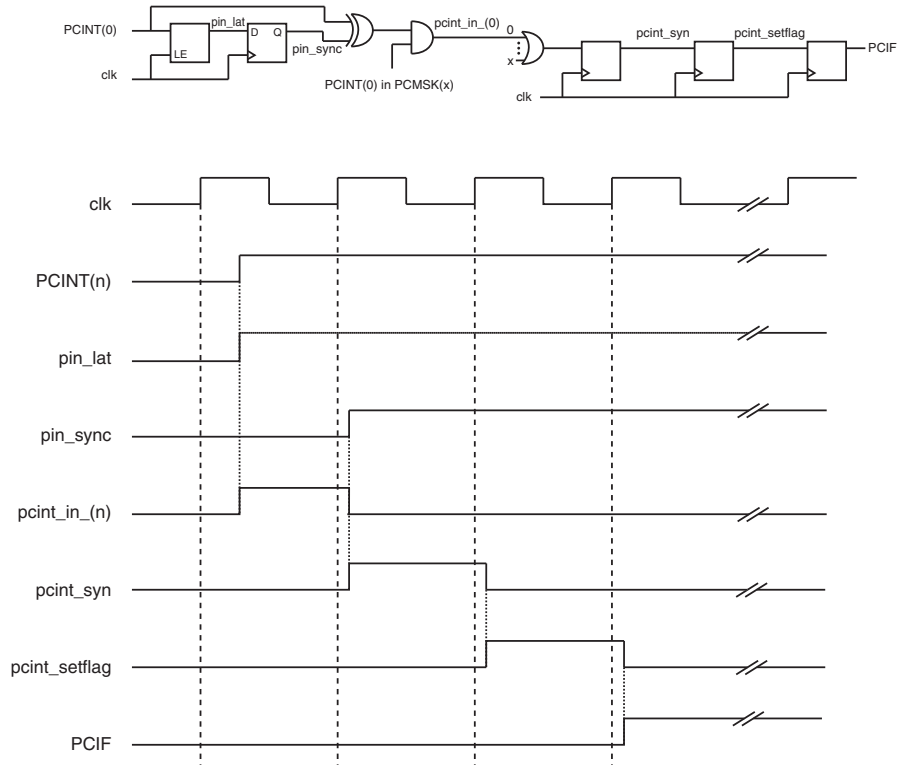 PCINT(0)
clk
LE
pin_lat
D Q
pin_sync
PCINT(0) in PCMSK(x)
pcint_in_(0)
0
x
clk
pcint_syn
pcint_setflag
PCIF
clk
PCINT(n)
pin_lat
pin_sync
pcint_in_(n)
pcint_syn
pcint_setflag
PCIF